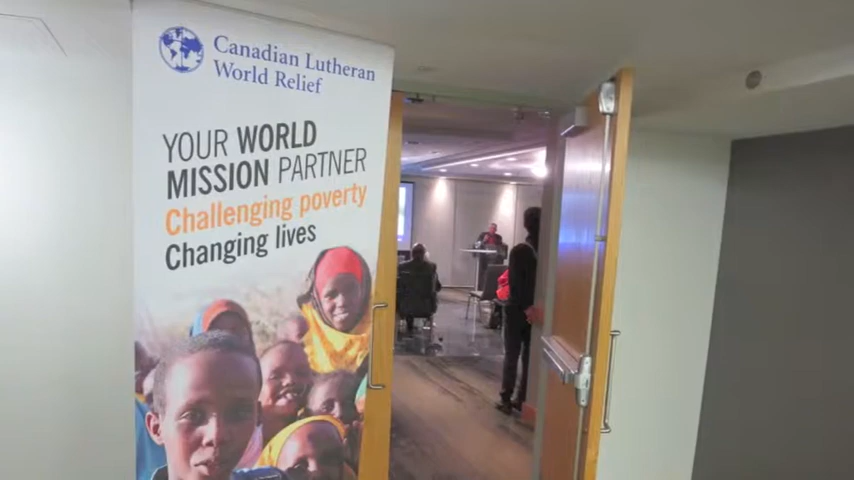 Canadian Lutheran
World Relief
YOUR WORLD
MISSION PARTNER
Challenging poverty
Changing lives